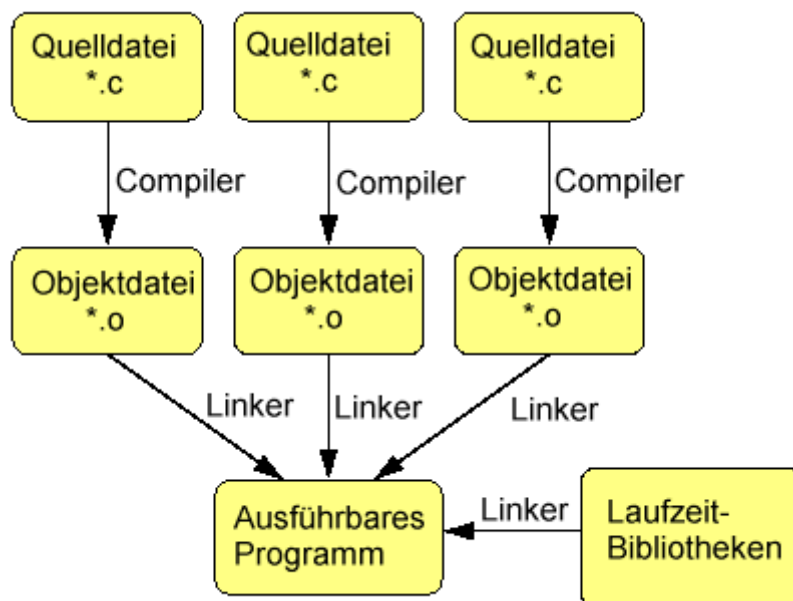 Quelldatei
*.c
Quelldatei
*.c
Quelldatei
*.c
Compiler
Compiler
Compiler
Objektdatei
*.o
Objektdatei
*.o
Objektdatei
*.o
Linker
Linker
Linker
Ausführbares
Programm
Linker
Laufzeit-
Bibliotheken